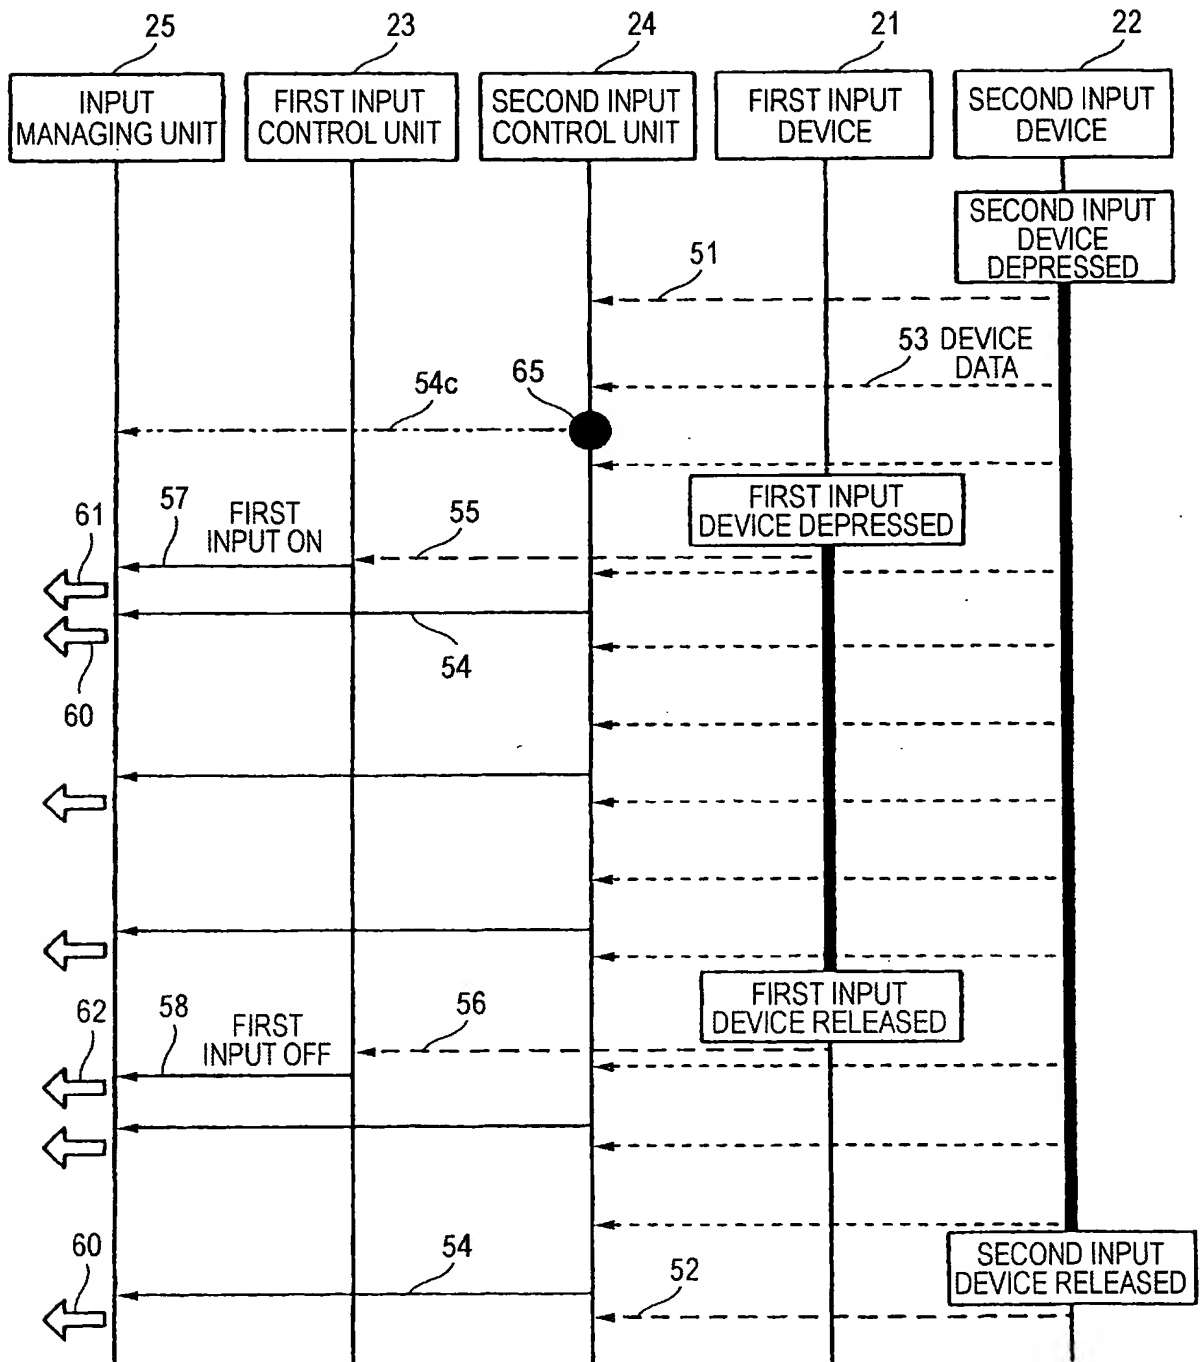 25
23
24
21
22
INPUT
MANAGING UNIT
FIRST INPUT
CONTROL UNIT
SECOND INPUT
CONTROL UNIT
FIRST INPUT
DEVICE
SECOND INPUT
DEVICE
SECOND INPUT
DEVICE
DEPRESSED
51
53 DEVICE
DATA
65
54c
FIRST INPUT
DEVICE DEPRESSED
61
57
FIRST
INPUT ON
55
54
60
FIRST INPUT
DEVICE RELEASED
62
58
FIRST
INPUT OFF
56
60
54
52
SECOND INPUT
DEVICE RELEASED